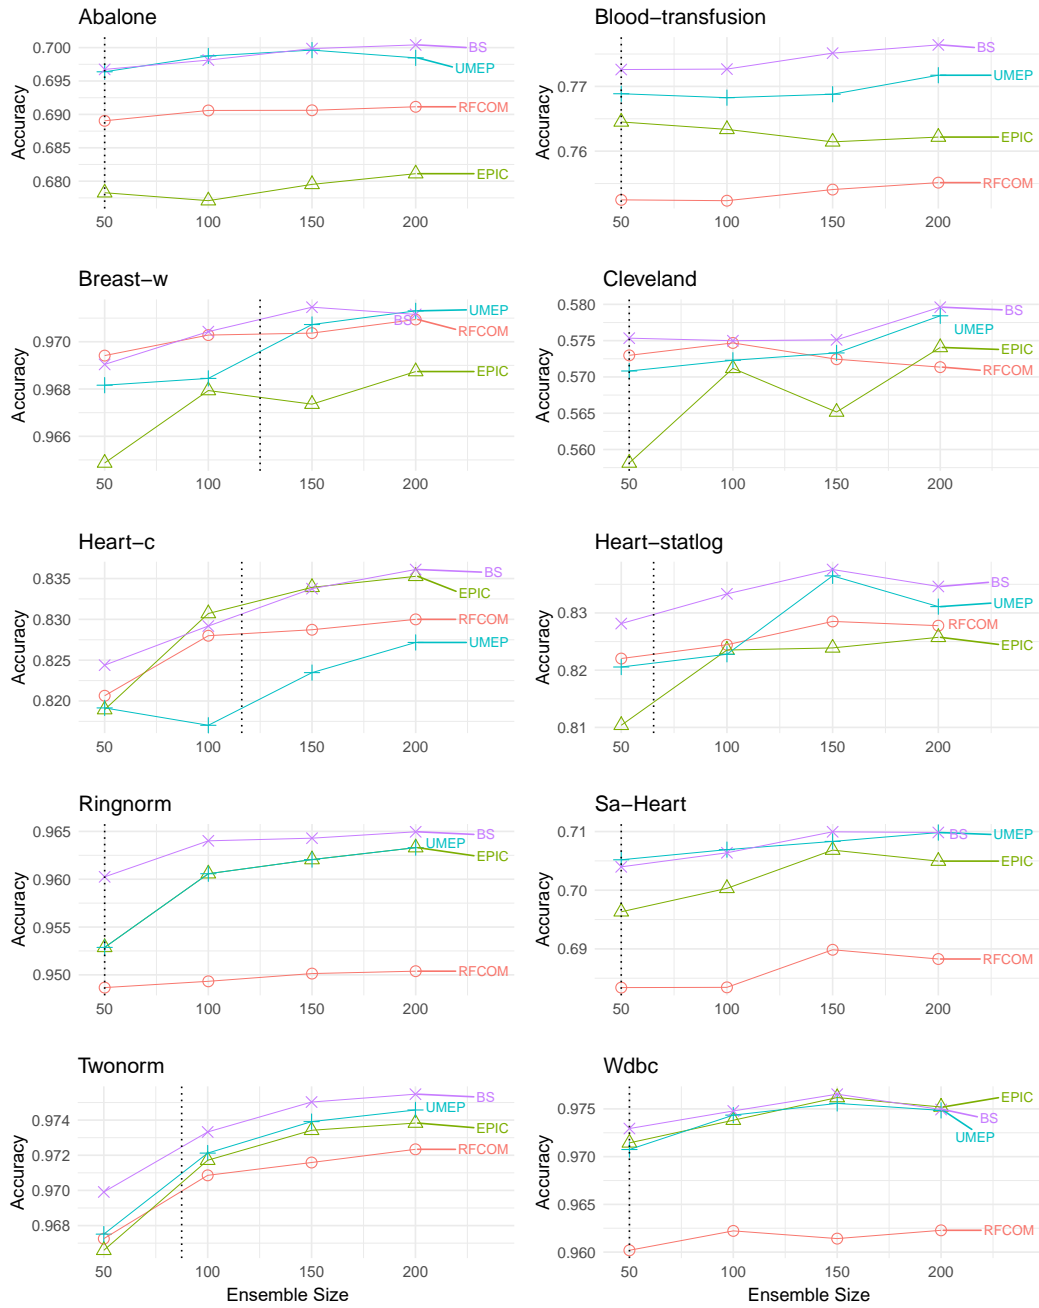 Abalone
Accuracy
0.700
0.695
0.690
0.685
0.680
BS
UMEP
RFCOM
EPIC
50 100 150 200
Blood−transfusion
Accuracy
0.77
0.76
BS
UMEP
EPIC
RFCOM
50 100 150 200
Breast−w
Accuracy
0.970
0.968
0.966
UMEP
BS
RFCOM
EPIC
50 100 150 200
Cleveland
Accuracy
0.580
0.575
0.570
0.565
0.560
BS
UMEP
EPIC
RFCOM
50 100 150 200
Heart−c
Accuracy
0.835
0.830
0.825
0.820
BS
EPIC
RFCOM
UMEP
50 100 150 200
Heart−statlog
Accuracy
0.83
0.82
0.81
BS
UMEP
RFCOM
EPIC
50 100 150 200
Ringnorm
Accuracy
0.965
0.960
0.955
0.950
BS
UMEP
EPIC
RFCOM
50 100 150 200
Sa−Heart
Accuracy
0.71
0.70
0.69
BS
UMEP
EPIC
RFCOM
50 100 150 200
Twonorm
Accuracy
0.974
0.972
0.970
0.968
BS
UMEP
EPIC
RFCOM
50 100 150 200
Ensemble Size
Wdbc
Accuracy
0.975
0.970
0.965
0.960
EPIC
BS
UMEP
RFCOM
50 100 150 200
Ensemble Size